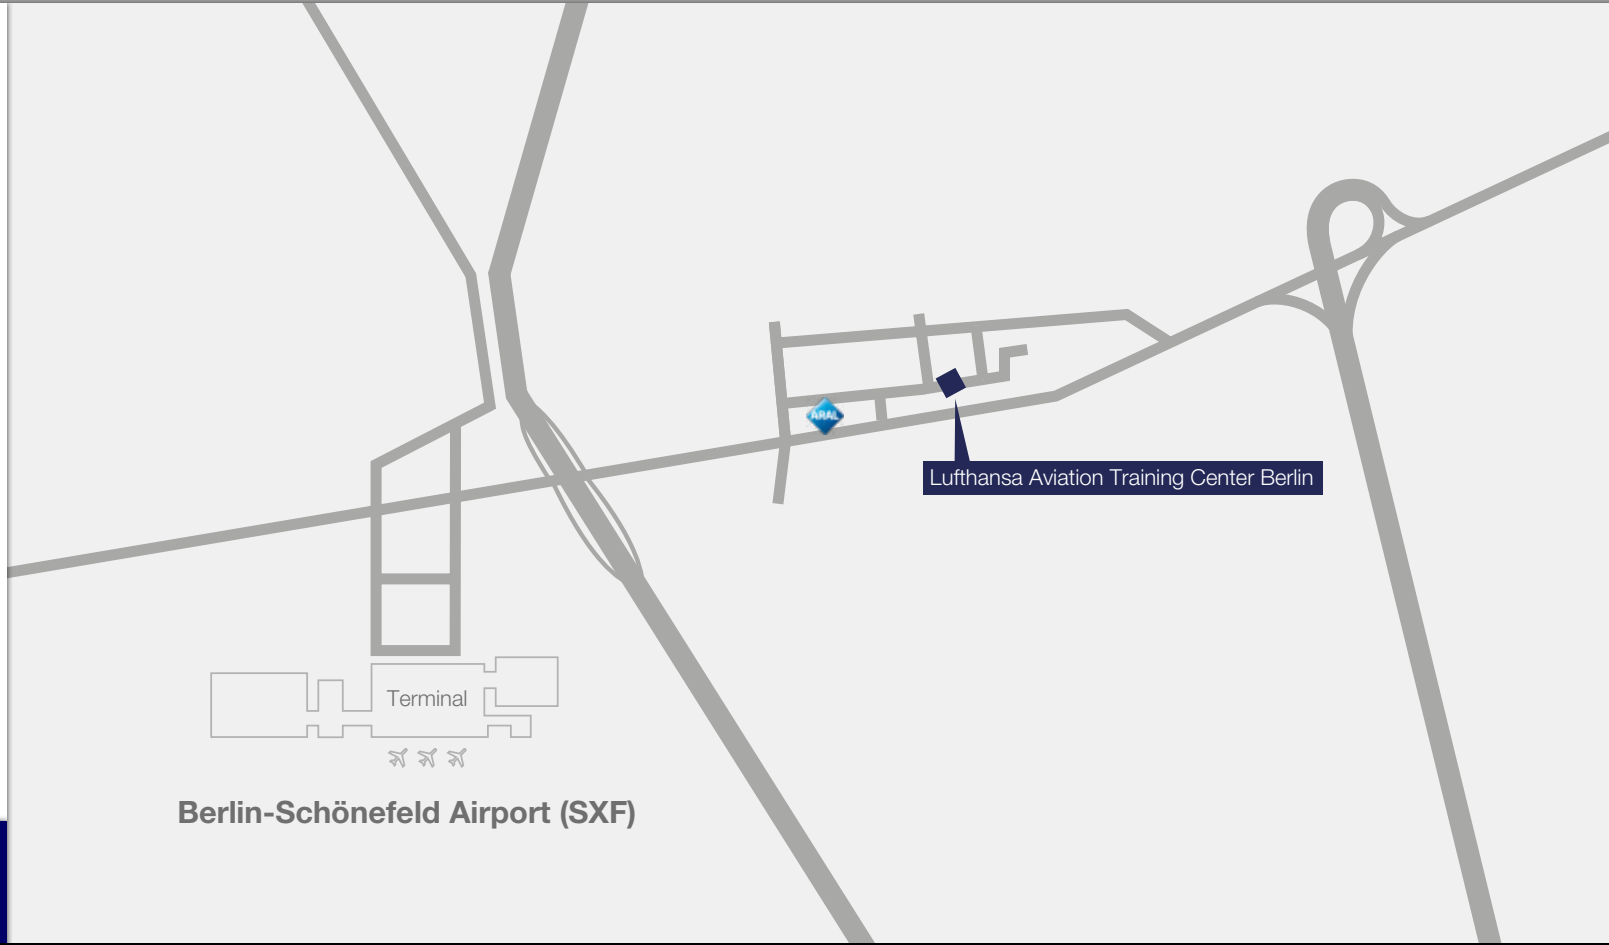 ARAL
Lufthansa Aviation Training Center Berlin
Terminal
Berlin-Schönefeld Airport (SXF)